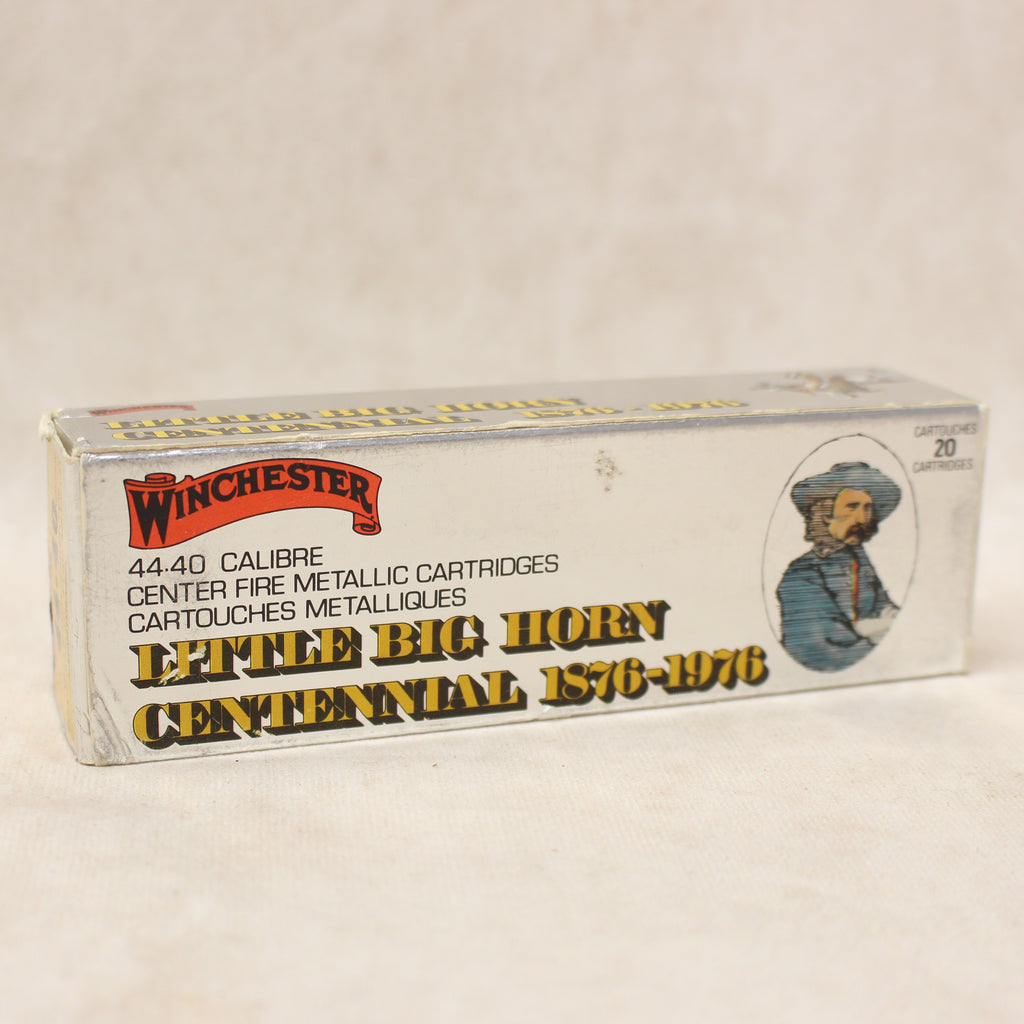 LITTLE BIG HORN
CENTENNIAL 1876-1976
WINCHESTER
44-40 CALIBRE
CENTER FIRE METALLIC CARTRIDGES
CARTOUCHES METALLIQUES
LITTLE BIG HORN
CENTENNIAL 1876-1976
CARTOUCHES
20
CARTRIDGES